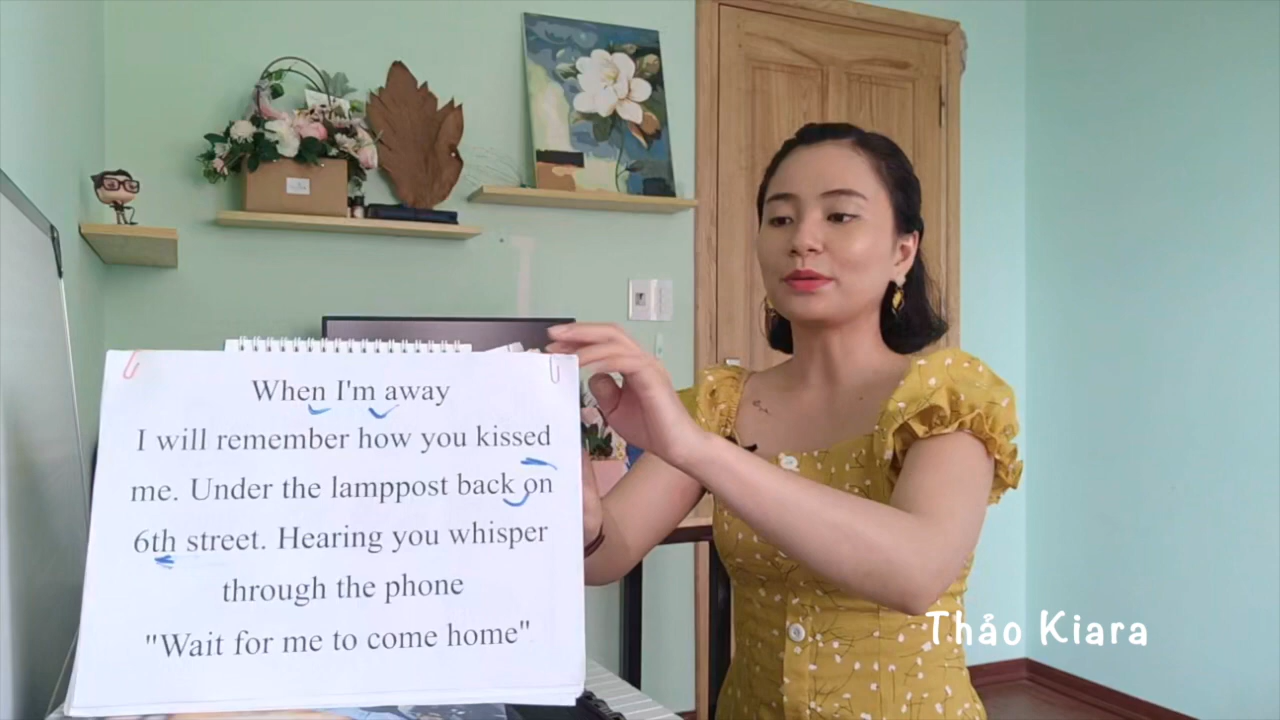 When I'm away
I will remember how you kissed
me. Under the lamppost back on
6th street. Hearing you whisper
through the phone
"Wait for me to come home"
Thảo Kiara